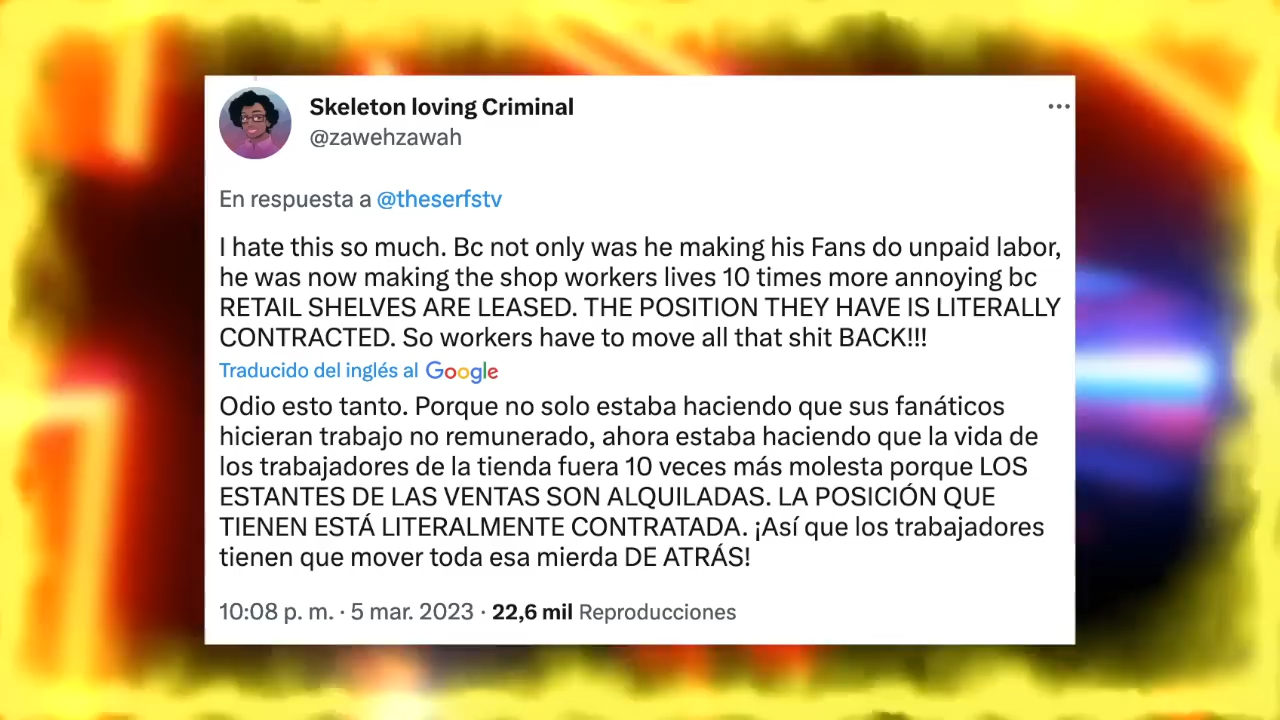 Skeleton loving Criminal
@zawehzawah
En respuesta a @theserfstv
I hate this so much. Bc not only was he making his Fans do unpaid labor,
he was now making the shop workers lives 10 times more annoying bc
RETAIL SHELVES ARE LEASED. THE POSITION THEY HAVE IS LITERALLY
CONTRACTED. So workers have to move all that shit BACK!!!
Traducido del inglés al Google
Odio esto tanto. Porque no solo estaba haciendo que sus fanáticos
hicieran trabajo no remunerado, ahora estaba haciendo que la vida de
los trabajadores de la tienda fuera 10 veces más molesta porque LOS
ESTANTES DE LAS VENTAS SON ALQUILADAS. LA POSICIÓN QUE
TIENEN ESTÁ LITERALMENTE CONTRATADA. ¡Así que los trabajadores
tienen que mover toda esa mierda DE ATRÁS!
10:08 p. m. · 5 mar. 2023 · 22,6 mil Reproducciones